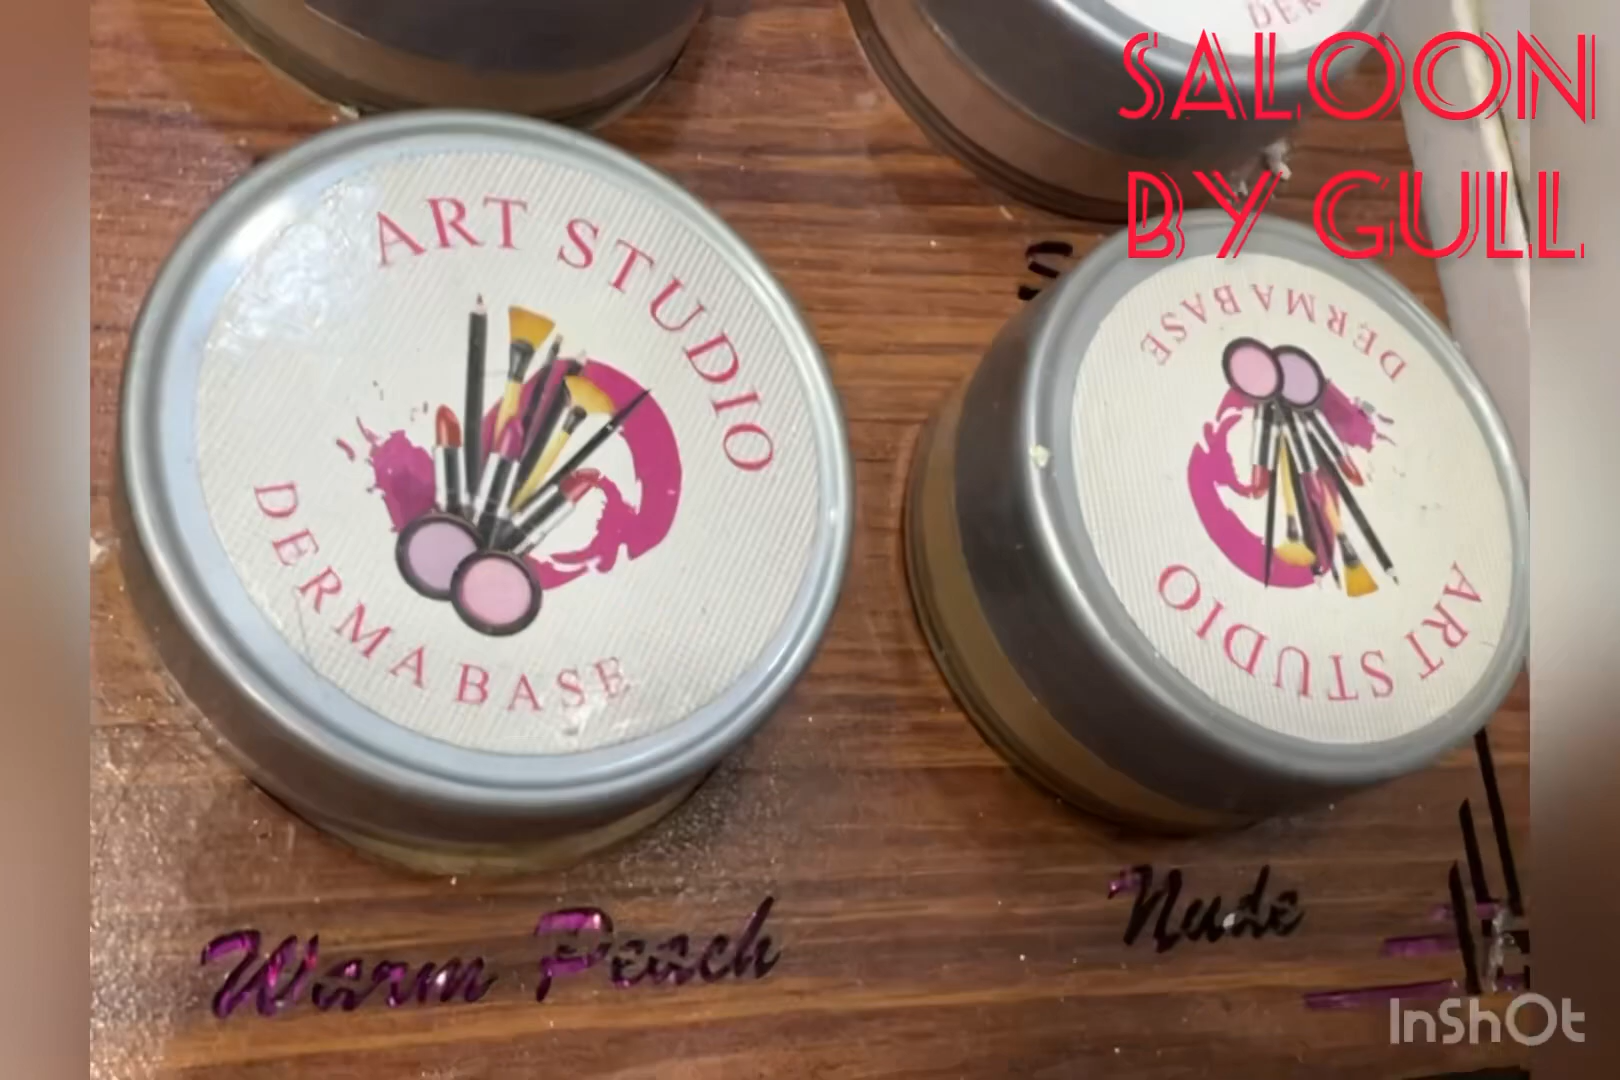 SALOON
BY GULL
ART STUDIO
DERMABASE
DERMABASE
ART STUDIO
Warm Peach
Nude
InShOt